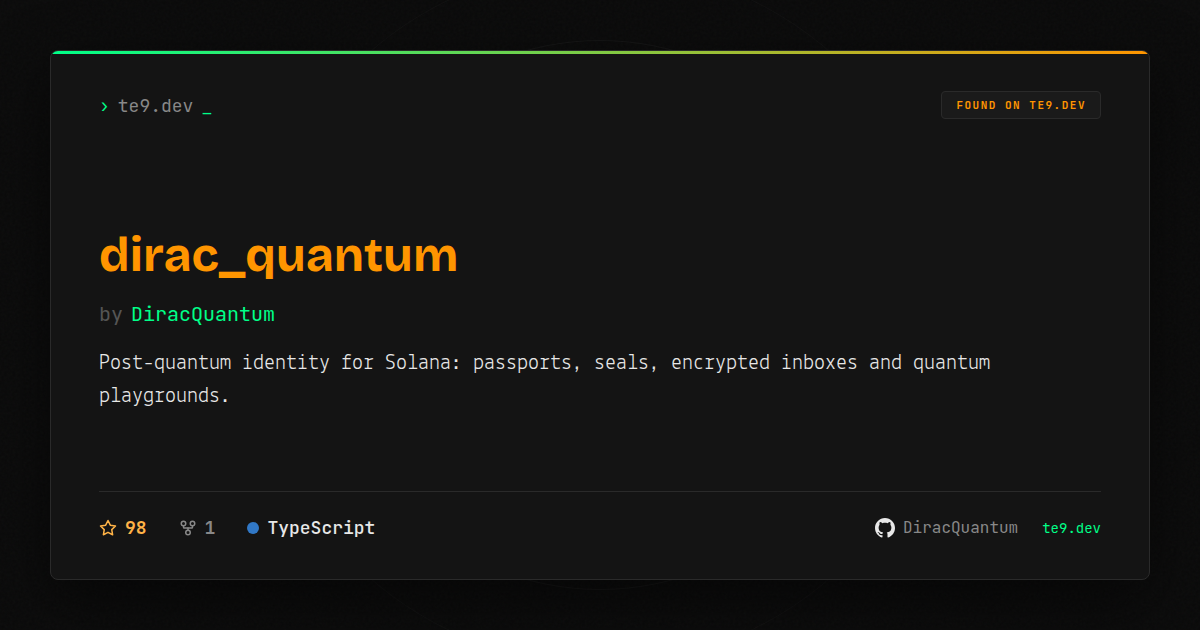 › te9.dev _
FOUND ON TE9.DEV
dirac_quantum
by DiracQuantum
Post-quantum identity for Solana: passports, seals, encrypted inboxes and quantum
playgrounds.
98 1 TypeScript
DiracQuantum te9.dev